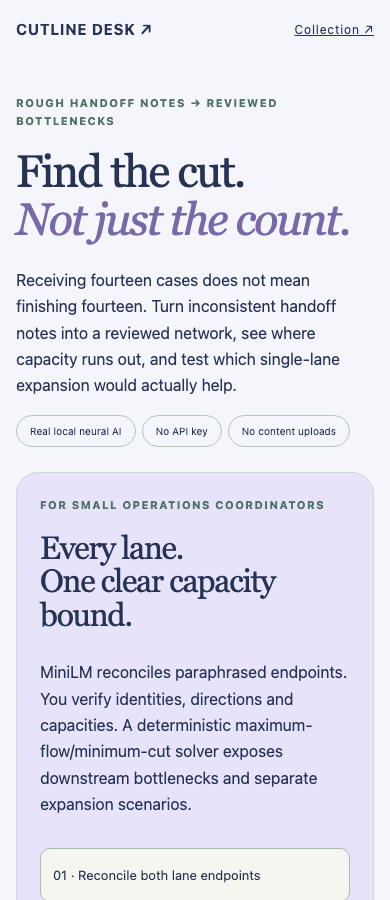 CUTLINE DESK ↗
Collection ↗
ROUGH HANDOFF NOTES → REVIEWED
BOTTLENECKS
Find the cut.
Not just the count.
Receiving fourteen cases does not mean
finishing fourteen. Turn inconsistent handoff
notes into a reviewed network, see where
capacity runs out, and test which single-lane
expansion would actually help.
Real local neural AI
No API key
No content uploads
FOR SMALL OPERATIONS COORDINATORS
Every lane.
One clear capacity
bound.
MiniLM reconciles paraphrased endpoints.
You verify identities, directions and
capacities. A deterministic maximum-
flow/minimum-cut solver exposes
downstream bottlenecks and separate
expansion scenarios.
01 · Reconcile both lane endpoints